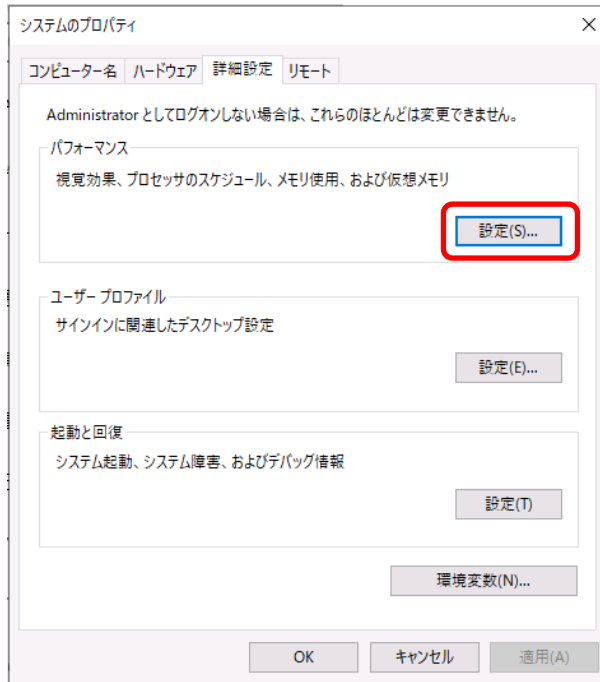 システムのプロパティ
コンピューター名 ハードウェア 詳細設定 リモート
Administrator としてログオンしない場合は、これらのほとんどは変更できません。
パフォーマンス
視覚効果、プロセッサのスケジュール、メモリ使用、および仮想メモリ
設定(S)...
ユーザー プロファイル
サインインに関連したデスクトップ設定
設定(E)...
起動と回復
システム起動、システム障害、およびデバッグ情報
設定(T)
環境変数(N)...
OK キャンセル 適用(A)